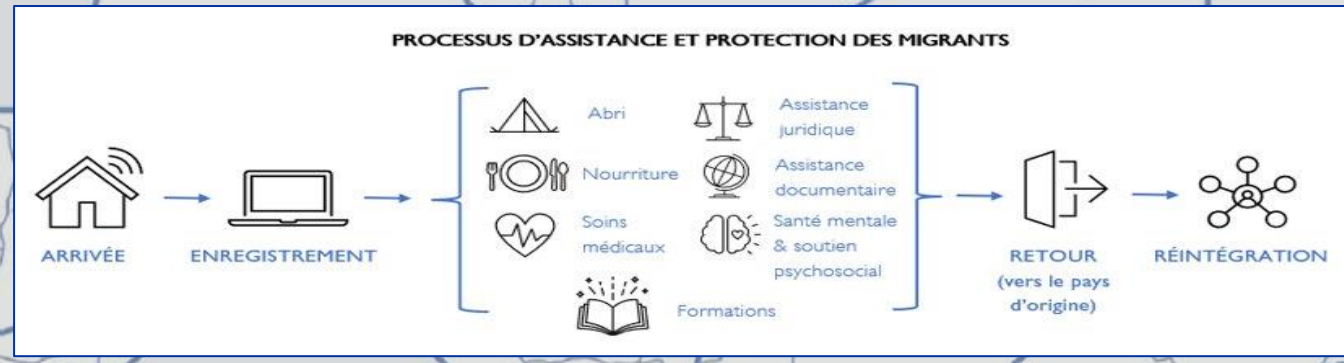 PROCESSUS D'ASSISTANCE ET PROTECTION DES MIGRANTS
ARRIVÉE
ENREGISTREMENT
Abri
Nourriture
Soins
médicaux
Assistance
juridique
Assistance
documentaire
Santé mentale
& soutien
psychosocial
Formations
RETOUR
(vers le pays
d'origine)
RÉINTÉGRATION